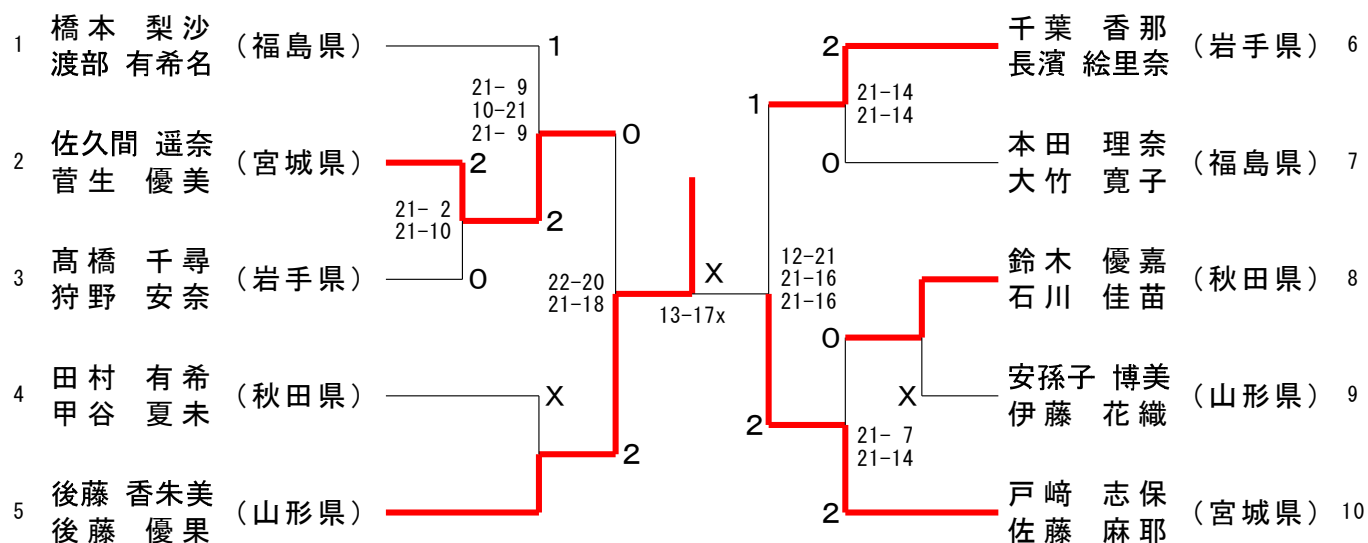 1 橋本 梨沙 (福島県) 1
渡部 有希名
21- 9
10-21
21- 9
0
2 佐久間 遥奈 (宮城県) 2
菅生 優美
21- 2
21-10
2
3 髙橋 千尋 (岩手県) 0
狩野 安奈
22-20
21-18
4 田村 有希 (秋田県) X
甲谷 夏未
2
5 後藤 香朱美 (山形県)
後藤 優果
X
13-17x
2 千葉 香那 (岩手県) 6
長濱 絵里奈
1
21-14
21-14
0 本田 理奈 (福島県) 7
大竹 寛子
12-21
21-16
21-16
鈴木 優嘉 (秋田県) 8
石川 佳苗
0
X 安孫子 博美 (山形県) 9
伊藤 花織
2
21- 7
21-14
2 戸﨑 志保 (宮城県) 10
佐藤 麻耶